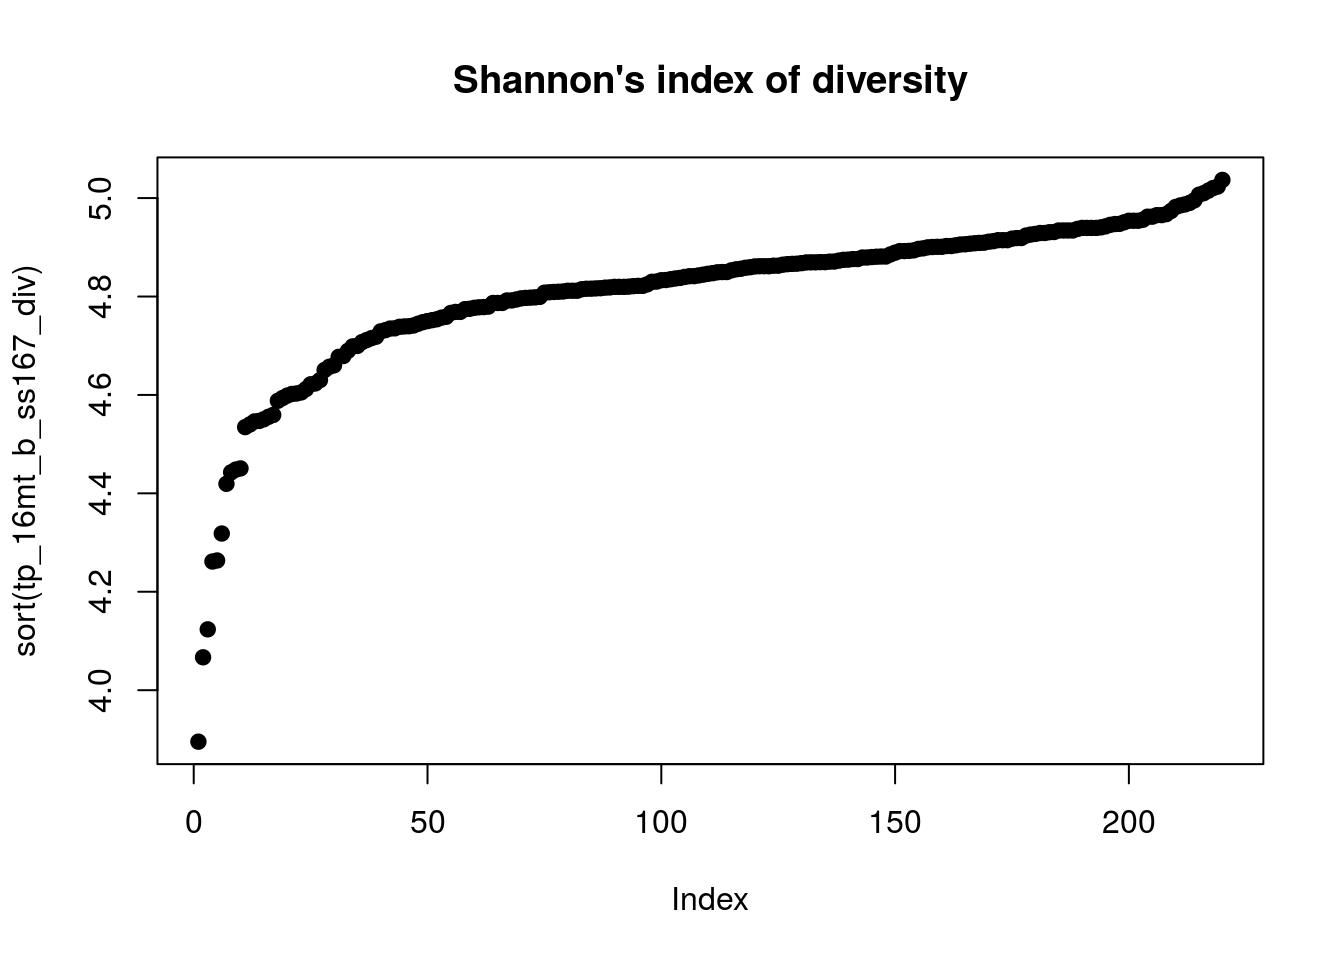 Shannon's index of diversity
sort(tp_16mt_b_ss167_div)
5.0
4.8
4.6
4.4
4.2
4.0
0 50 100 150 200
Index